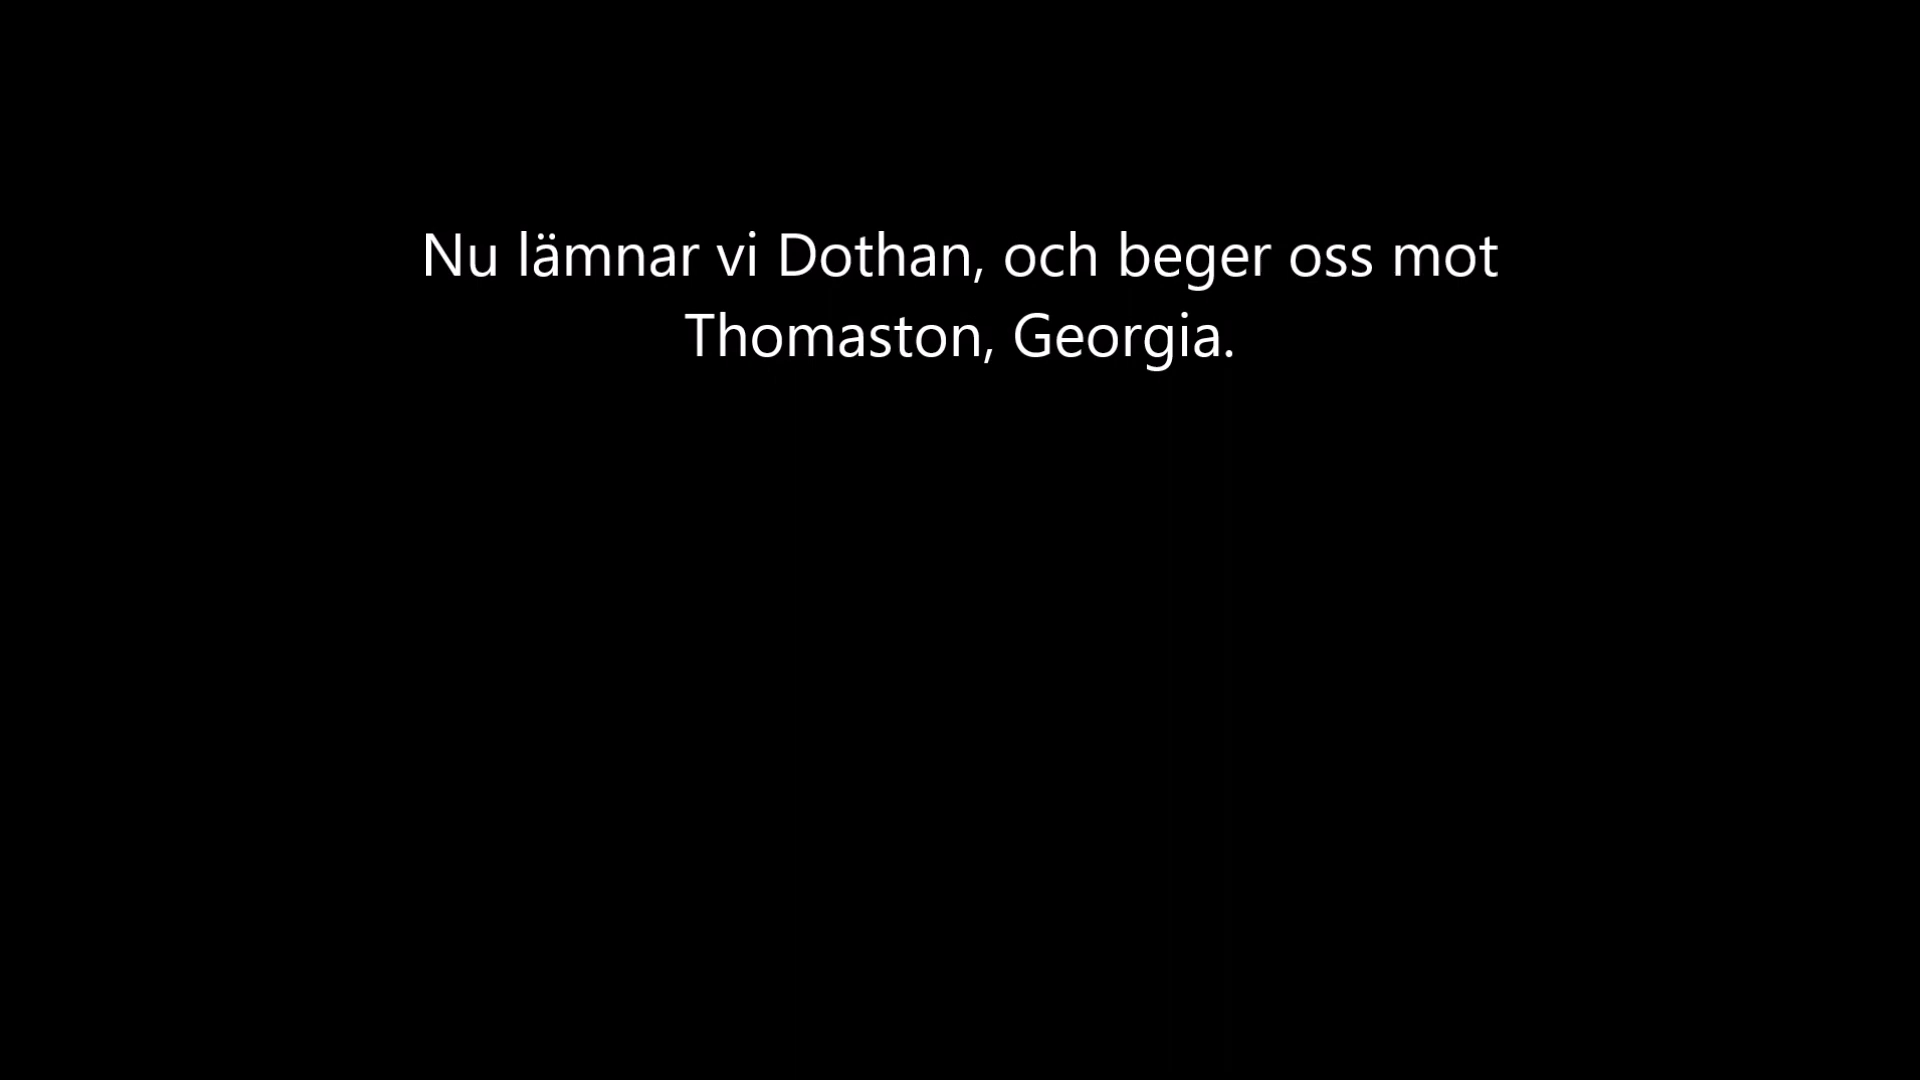 Nu lämnar vi Dothan, och beger oss mot
Thomaston, Georgia.